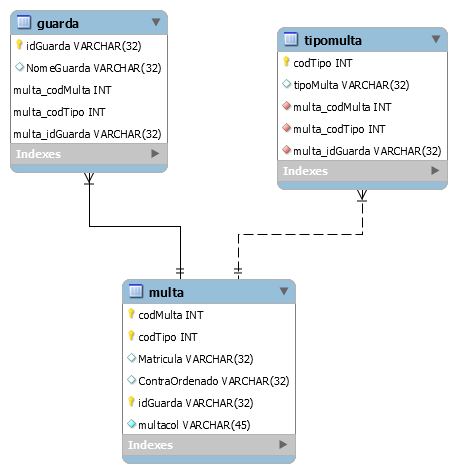 guarda
idGuarda VARCHAR(32)
NomeGuarda VARCHAR(32)
multa_codMulta INT
multa_codTipo INT
multa_idGuarda VARCHAR(32)
Indexes
tipomulta
codTipo INT
tipoMulta VARCHAR(32)
multa_codMulta INT
multa_codTipo INT
multa_idGuarda VARCHAR(32)
Indexes
multa
codMulta INT
codTipo INT
Matricula VARCHAR(32)
ContraOrdenado VARCHAR(32)
idGuarda VARCHAR(32)
multacol VARCHAR(45)
Indexes